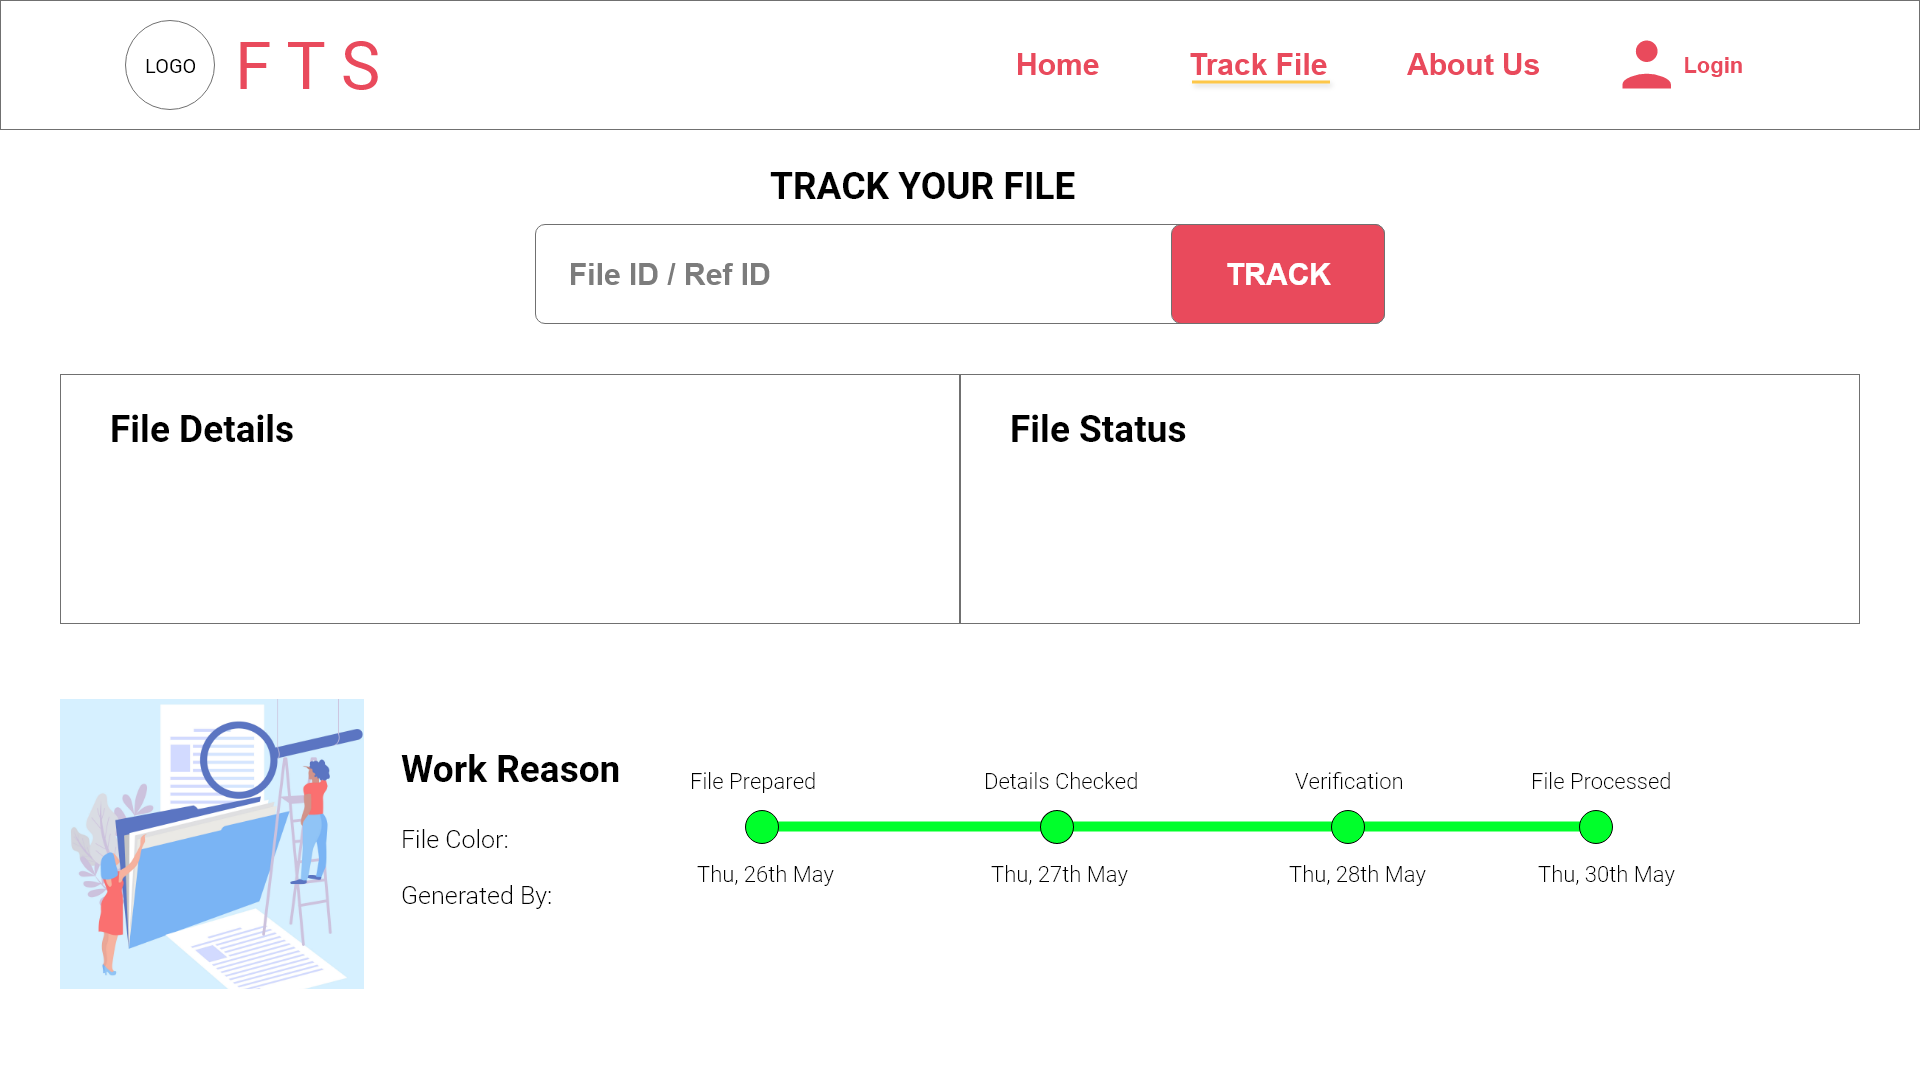 LOGO
F T S
Home
Track File
About Us
Login
TRACK YOUR FILE
File ID / Ref ID
TRACK
File Details
File Status
Work Reason
File Color:
Generated By:
File Prepared
Details Checked
Verification
File Processed
Thu, 26th May
Thu, 27th May
Thu, 28th May
Thu, 30th May